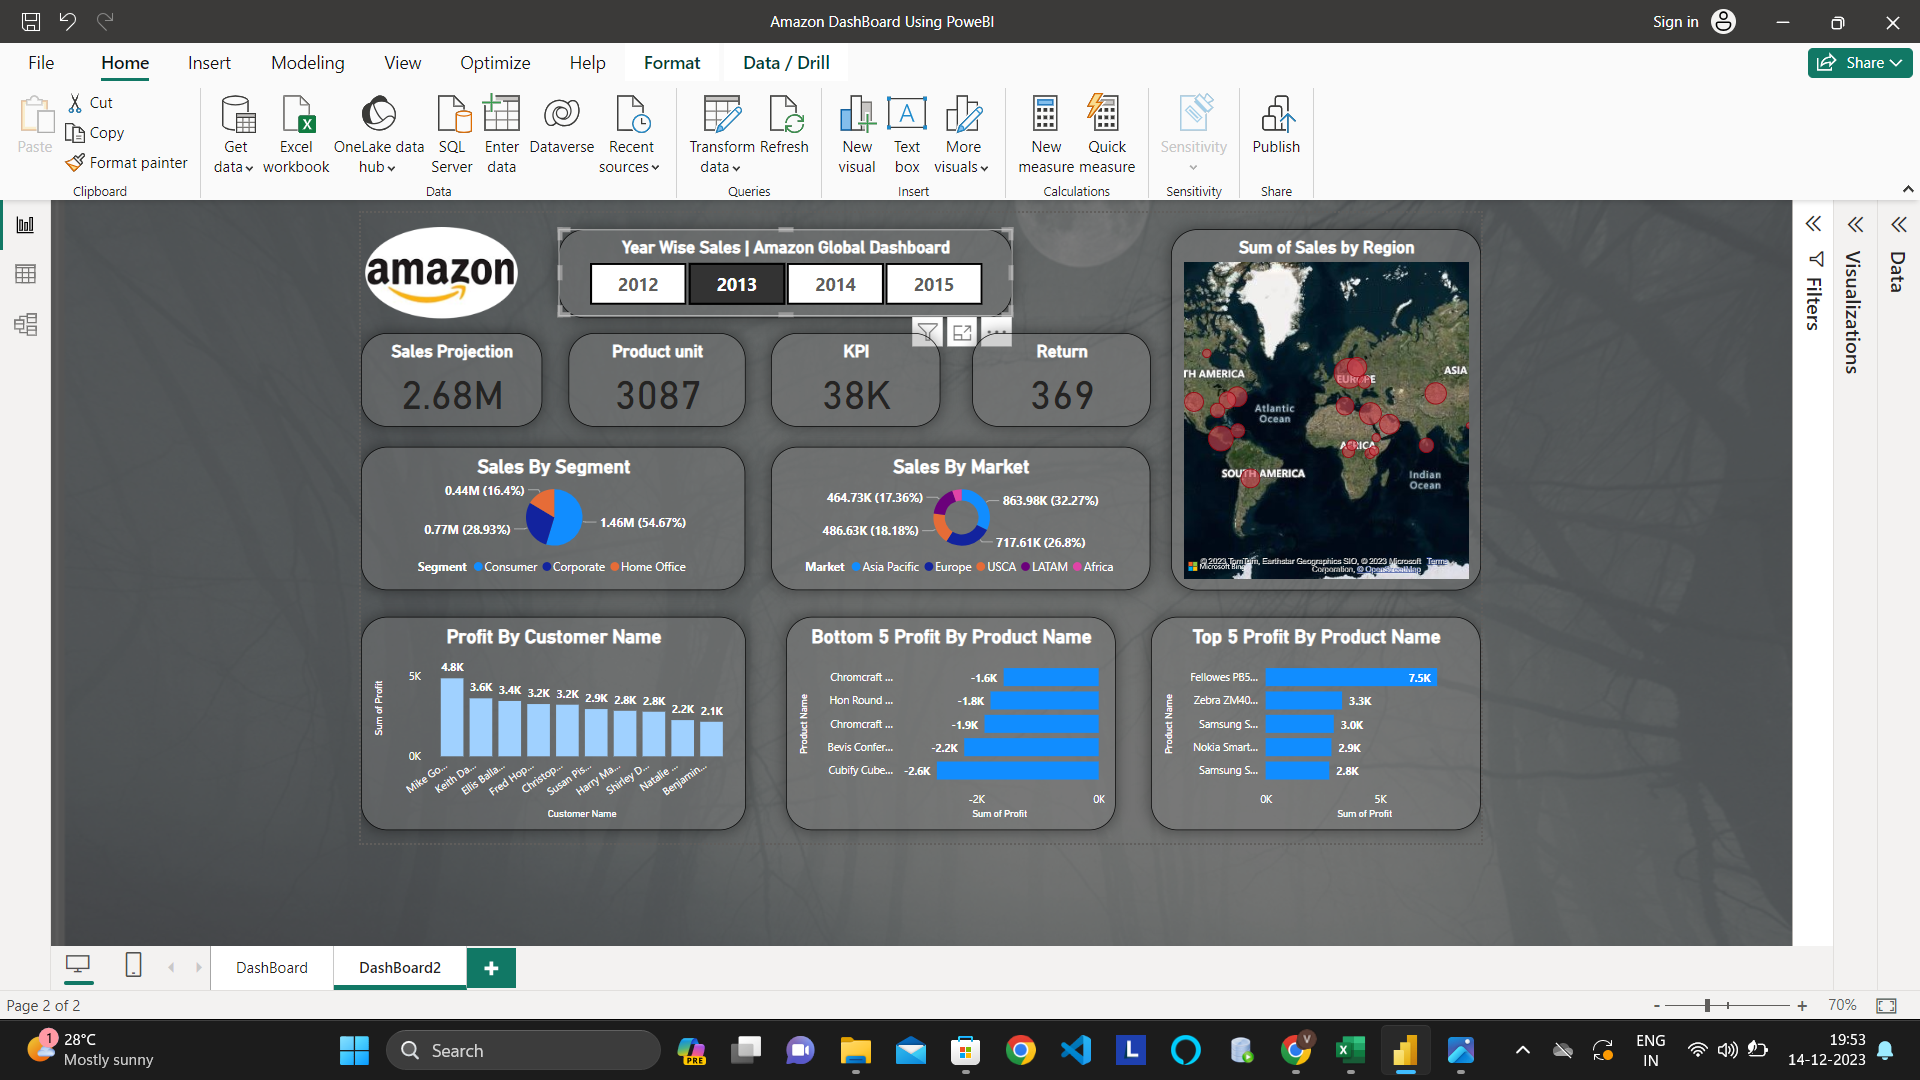 Amazon DashBoard Using PoweBI
Sign in
File Home Insert Modeling View Optimize Help Format Data / Drill
Share
Paste
Cut
Copy
Format painter
Clipboard
Get data
Excel workbook
OneLake data hub
SQL Server
Enter data
Dataverse
Recent sources
Data
Transform data
Refresh
Queries
New visual
Text box
More visuals
Insert
New measure
Quick measure
Calculations
Sensitivity
Sensitivity
Publish
Share
amazon
Year Wise Sales | Amazon Global Dashboard
2012 2013 2014 2015
Sales Projection
2.68M
Product unit
3087
KPI
38K
Return
369
Sum of Sales by Region
TH AMERICA
EUROPE
ASIA
Atlantic
Ocean
AFRICA
SOUTH AMERICA
Indian
Ocean
© 2023 TomTom, Earthstar Geographics SIO, © 2023 Microsoft Corporation, © OpenStreetMap Terms
Microsoft Bing
Sales By Segment
0.44M (16.4%)
0.77M (28.93%)
1.46M (54.67%)
Segment Consumer Corporate Home Office
Sales By Market
464.73K (17.36%)
863.98K (32.27%)
486.63K (18.18%)
717.61K (26.8%)
Market Asia Pacific Europe USCA LATAM Africa
Profit By Customer Name
Sum of Profit
5K
0K
4.8K 3.6K 3.4K 3.2K 3.2K 2.9K 2.8K 2.8K 2.2K 2.1K
Mike Go... Keith Da... Ellis Balla... Fred Hop... Christop... Susan Pis... Harry Ma... Shirley D... Natalie ... Benjamin...
Customer Name
Bottom 5 Profit By Product Name
Product Name
Chromcraft ... -1.6K
Hon Round ... -1.8K
Chromcraft ... -1.9K
Bevis Confer... -2.2K
Cubify Cube... -2.6K
-2K 0K
Sum of Profit
Top 5 Profit By Product Name
Product Name
Fellowes PB5... 7.5K
Zebra ZM40... 3.3K
Samsung S... 3.0K
Nokia Smart... 2.9K
Samsung S... 2.8K
0K 5K
Sum of Profit
Filters
Visualizations
Data
DashBoard DashBoard2
Page 2 of 2
- + 70%
1
28°C
Mostly sunny
Search
PRE
L
V
ENG
IN
19:53
14-12-2023